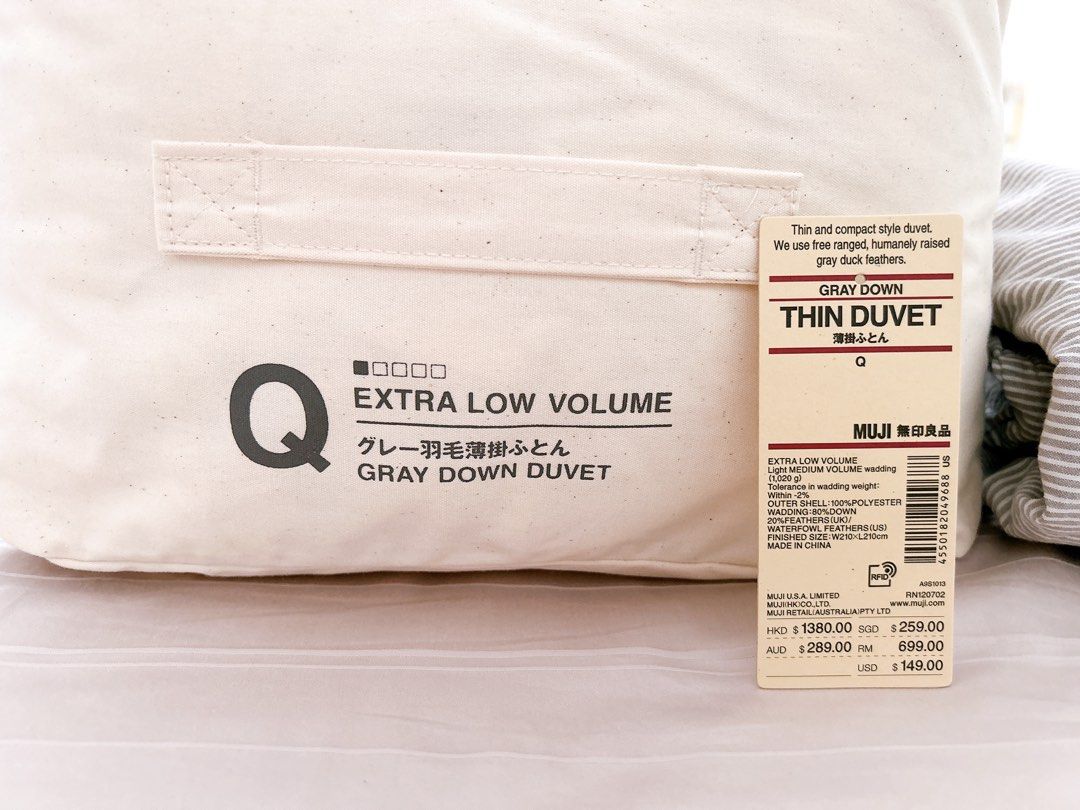 Q
EXTRA LOW VOLUME
グレー羽毛薄掛ふとん
GRAY DOWN DUVET
Thin and compact style duvet.
We use free ranged, humanely raised
gray duck feathers.
GRAY DOWN
THIN DUVET
薄掛ふとん
Q
MUJI 無印良品
EXTRA LOW VOLUME
Light MEDIUM VOLUME wadding
(1,020 g)
Tolerance in wadding weight:
Within -2%
OUTER SHELL:100%POLYESTER
WADDING:80%DOWN
20%FEATHERS(UK)/
WATERFOWL FEATHERS(US)
FINISHED SIZE:W210×L210cm
MADE IN CHINA
4550182049688 US
RFID
A9S1013
MUJI U.S.A. LIMITED RN120702
MUJI(HK)CO.,LTD. www.muji.com
MUJI RETAIL(AUSTRALIA)PTY LTD
HKD $1380.00 SGD $259.00
AUD $289.00 RM 699.00
USD $149.00